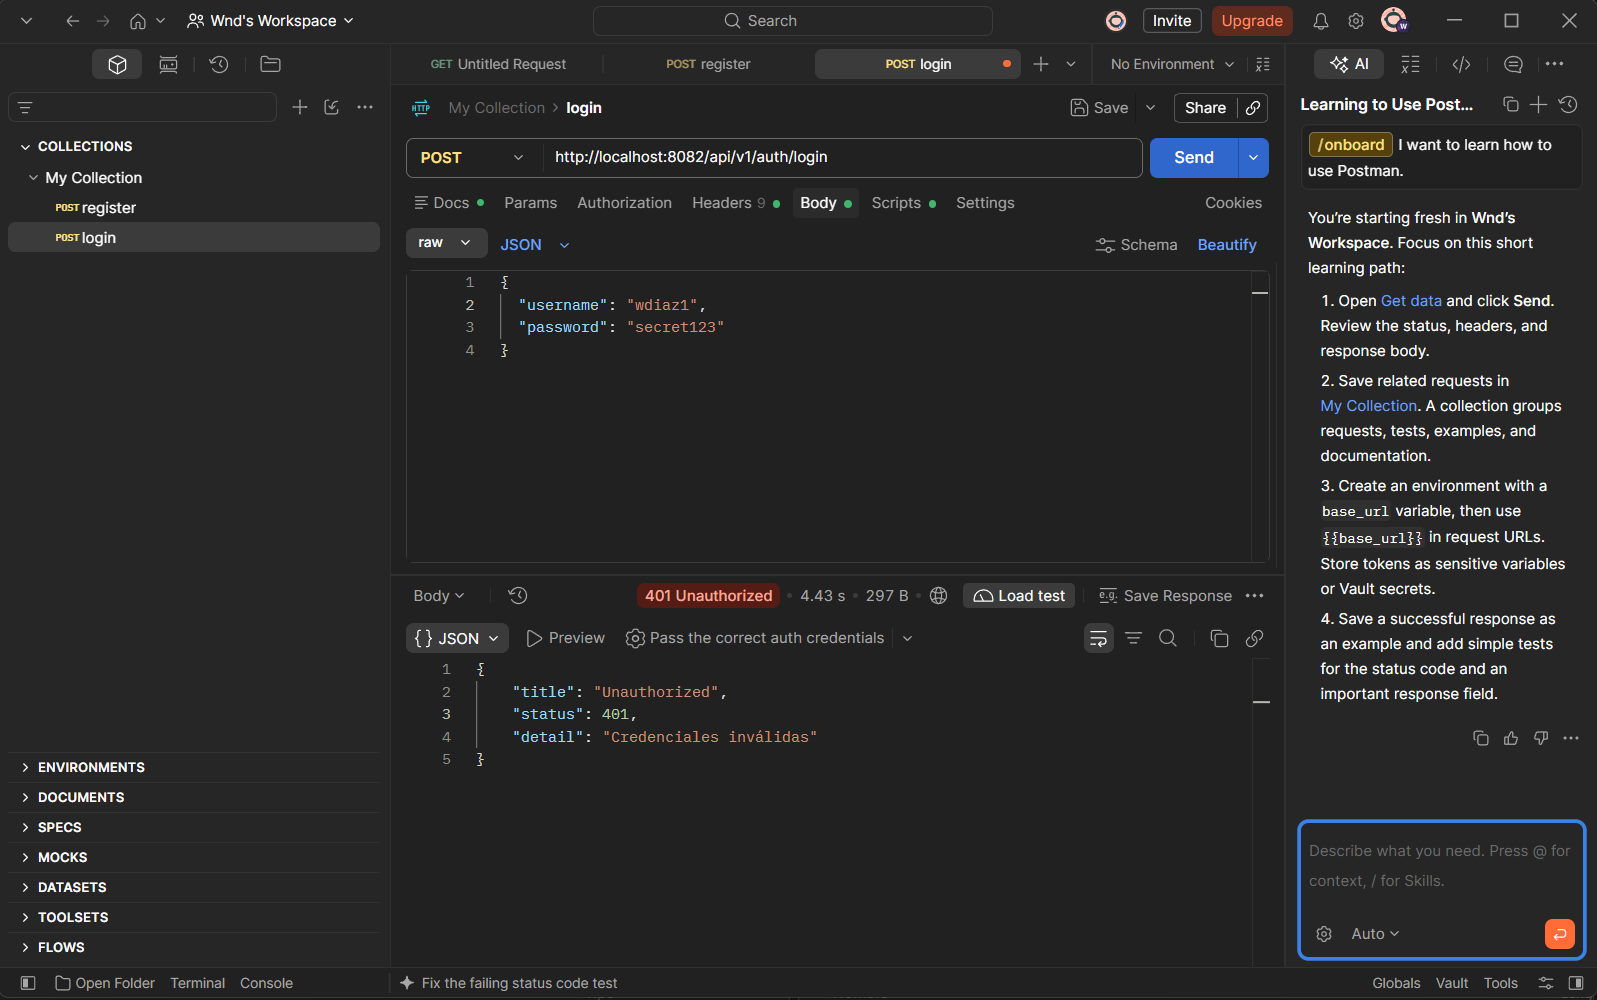 Wnd's Workspace
Search
Invite
Upgrade
w
GET Untitled Request
POST register
POST login
No Environment
AI
HTTP
My Collection > login
Save
Share
Learning to Use Post...
COLLECTIONS
My Collection
POST register
POST login
POST
http://localhost:8082/api/v1/auth/login
Send
/onboard I want to learn how to
use Postman.
Docs
Params
Authorization
Headers 9
Body
Scripts
Settings
Cookies
raw
JSON
Schema
Beautify
1 {
2 "username": "wdiaz1",
3 "password": "secret123"
4 }
You're starting fresh in Wnd's
Workspace. Focus on this short
learning path:
1. Open Get data and click Send.
Review the status, headers, and
response body.
2. Save related requests in
My Collection. A collection groups
requests, tests, examples, and
documentation.
3. Create an environment with a
base_url variable, then use
{{base_url}} in request URLs.
Store tokens as sensitive variables
or Vault secrets.
4. Save a successful response as
an example and add simple tests
for the status code and an
important response field.
Body
401 Unauthorized
4.43 s
297 B
Load test
e.g. Save Response
{} JSON
Preview
Pass the correct auth credentials
1 {
2 "title": "Unauthorized",
3 "status": 401,
4 "detail": "Credenciales inválidas"
5 }
ENVIRONMENTS
DOCUMENTS
SPECS
MOCKS
DATASETS
TOOLSETS
FLOWS
Describe what you need. Press @ for
context, / for Skills.
Auto
Open Folder
Terminal
Console
Fix the failing status code test
Globals
Vault
Tools